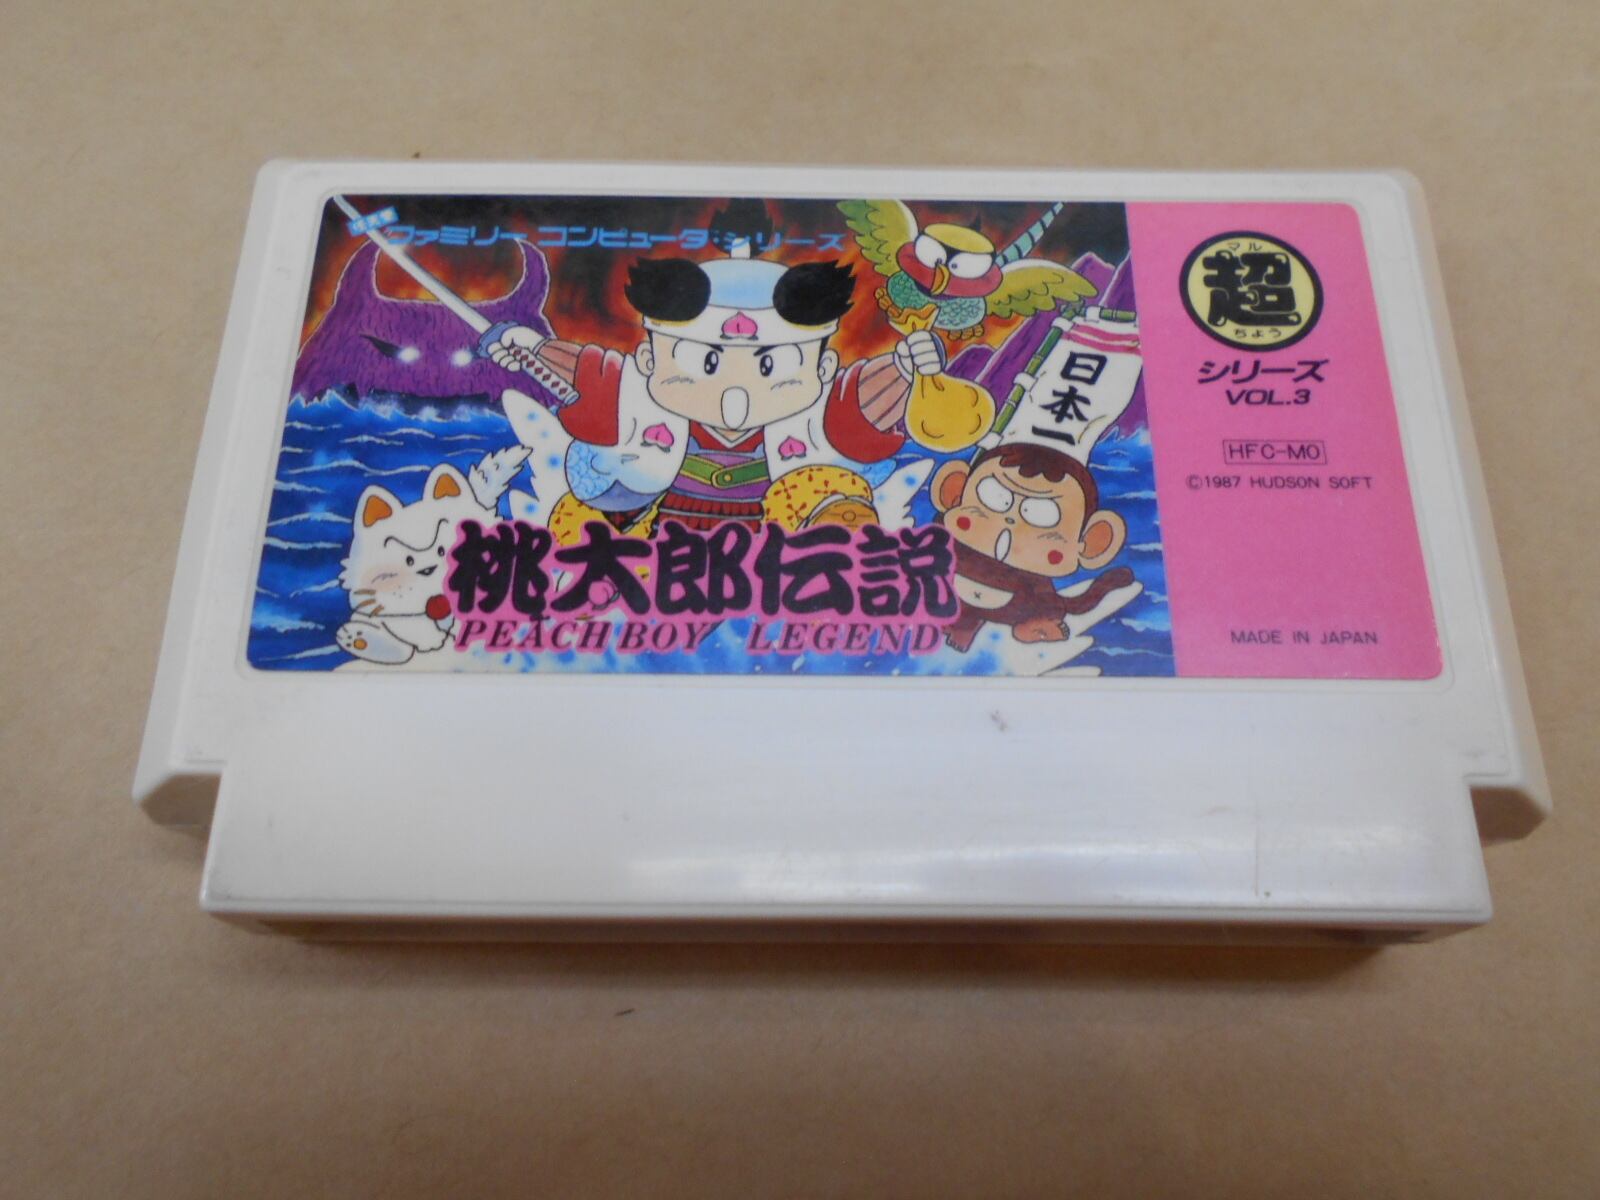 ファミリー コンピュータ シリーズ
日本一
桃太郎伝説
PEACH BOY LEGEND
マル
超
ちょう
シリーズ
VOL.3
HFC-MO
©1987 HUDSON SOFT
MADE IN JAPAN